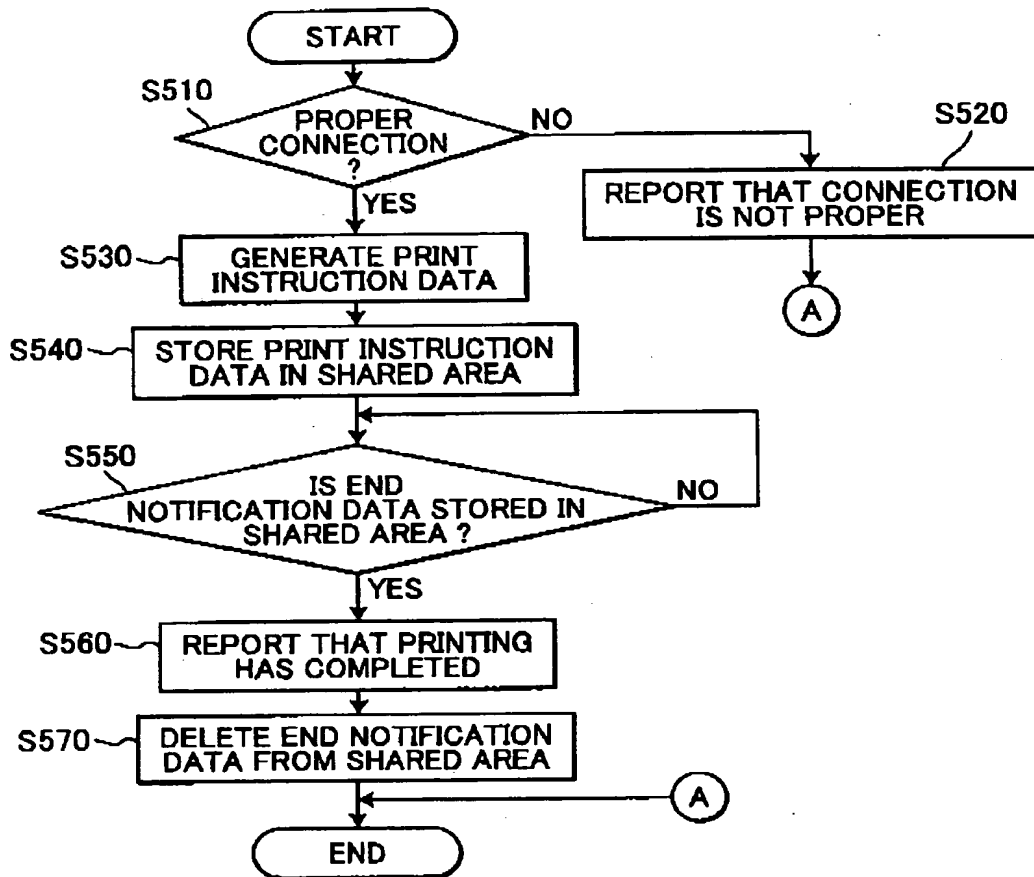 START
S510
PROPER
CONNECTION
?
NO
S520
REPORT THAT CONNECTION
IS NOT PROPER
A
YES
S530
GENERATE PRINT
INSTRUCTION DATA
S540
STORE PRINT INSTRUCTION
DATA IN SHARED AREA
S550
IS END
NOTIFICATION DATA STORED IN
SHARED AREA ?
NO
YES
S560
REPORT THAT PRINTING
HAS COMPLETED
S570
DELETE END NOTIFICATION
DATA FROM SHARED AREA
A
END